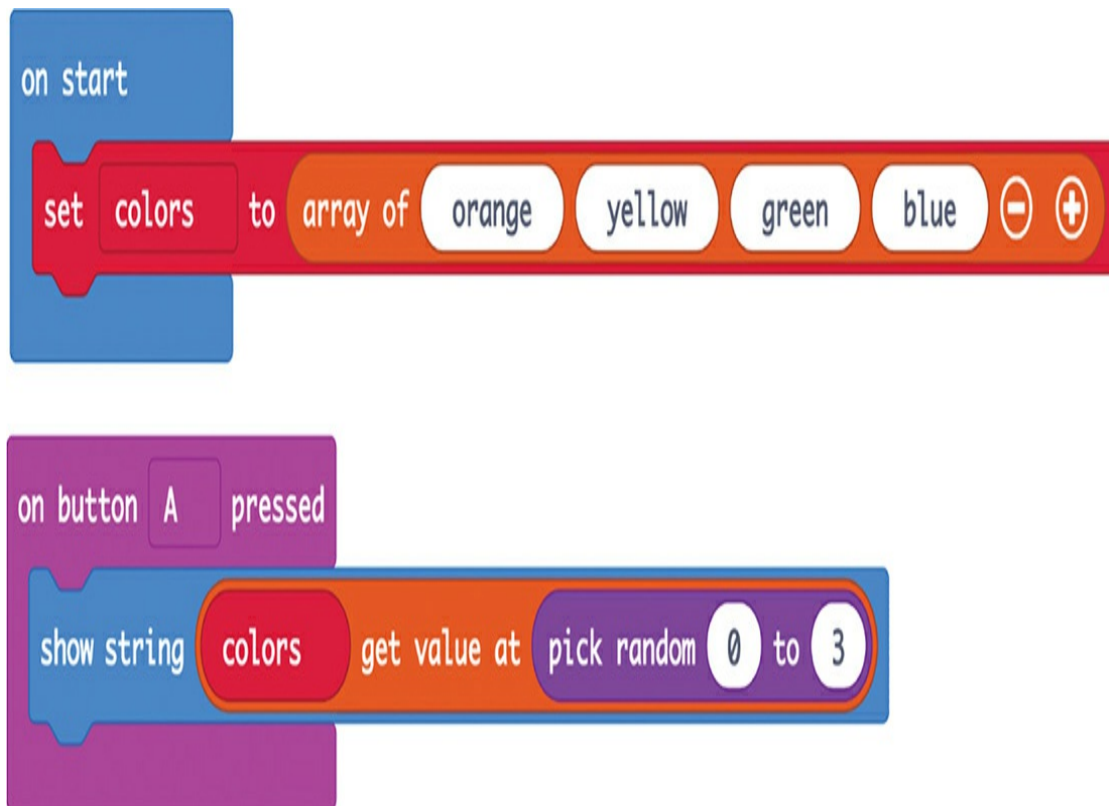 on start
set colors to array of orange yellow green blue
on button A pressed
show string colors get value at pick random 0 to 3